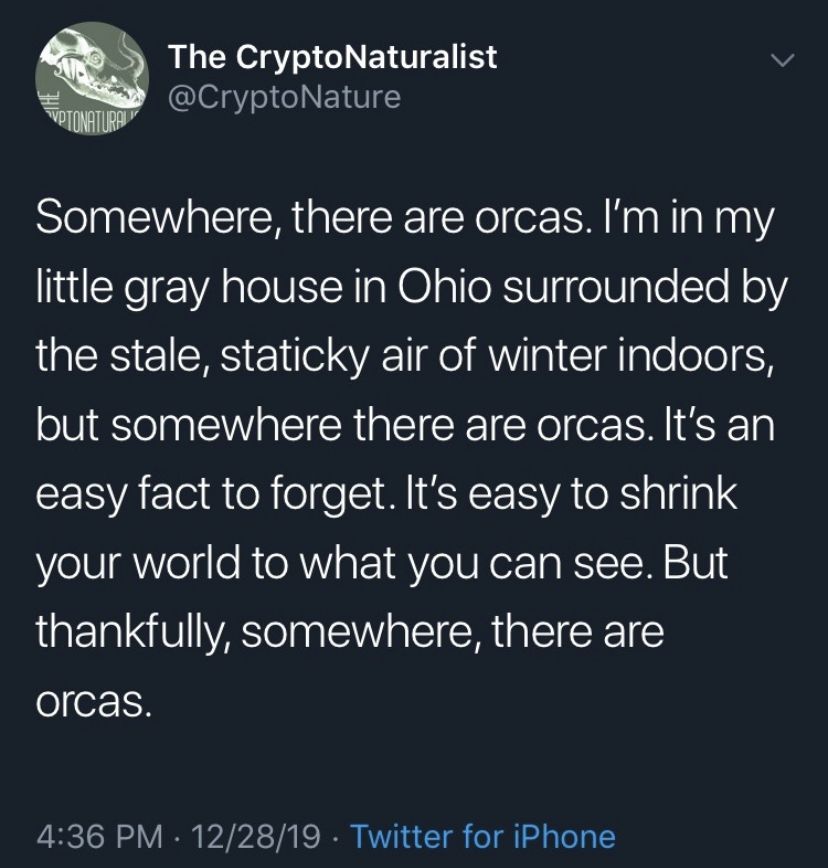 The CryptoNaturalist
@CryptoNature
THE
Somewhere, there are orcas. I'm in my
little gray house in Ohio surrounded by
the stale, staticky air of winter indoors,
but somewhere there are orcas. It's an
easy fact to forget. It's easy to shrink
your world to what you can see. But
thankfully, somewhere, there are
orcas.
4:36 PM · 12/28/19 · Twitter for iPhone